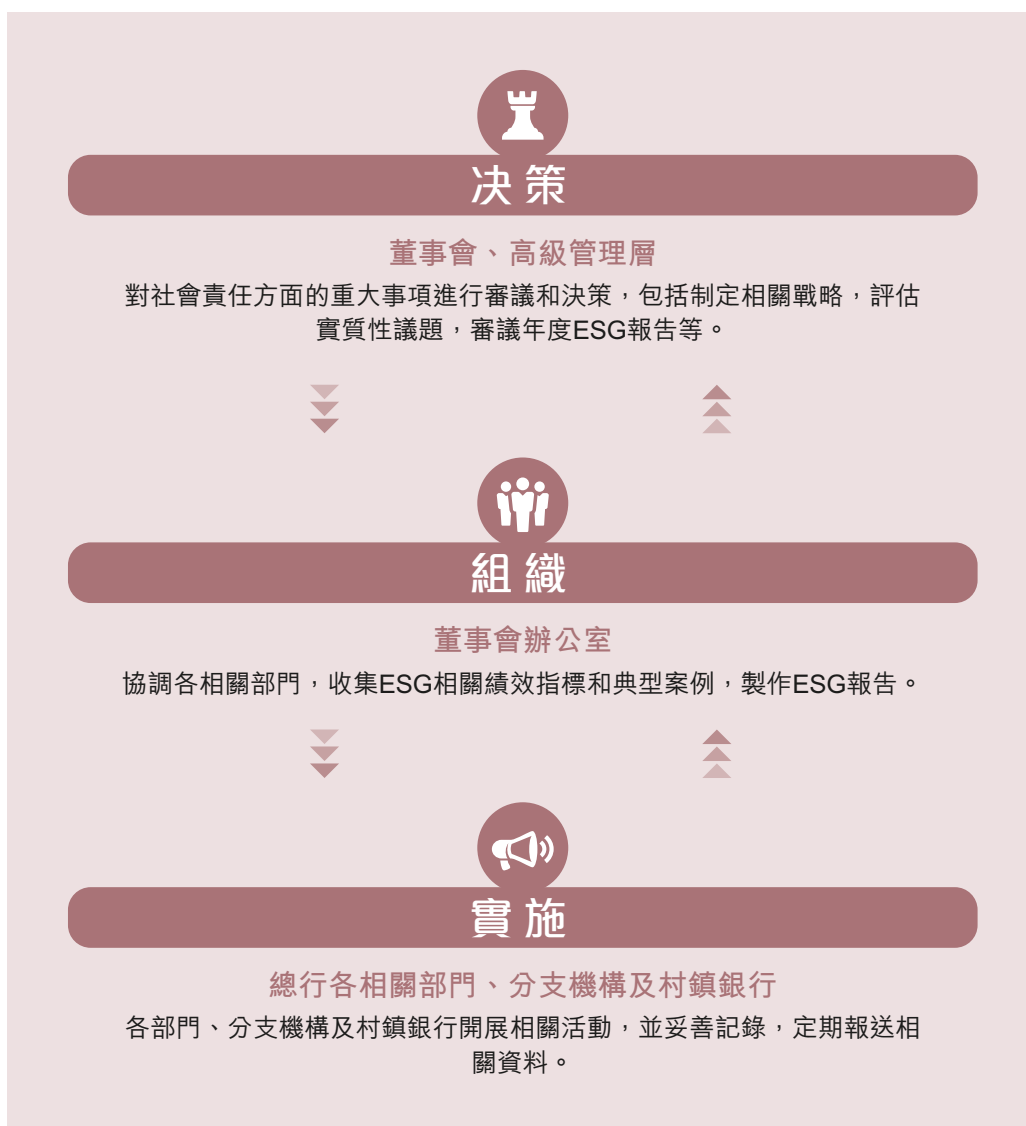 决策
董事會、高級管理層
對社會責任方面的重大事項進行審議和決策，包括制定相關戰略，評估
實質性議題，審議年度ESG報告等。
組織
董事會辦公室
協調各相關部門，收集ESG相關績效指標和典型案例，製作ESG報告。
實施
總行各相關部門、分支機構及村鎮銀行
各部門、分支機構及村鎮銀行開展相關活動，並妥善記錄，定期報送相
關資料。